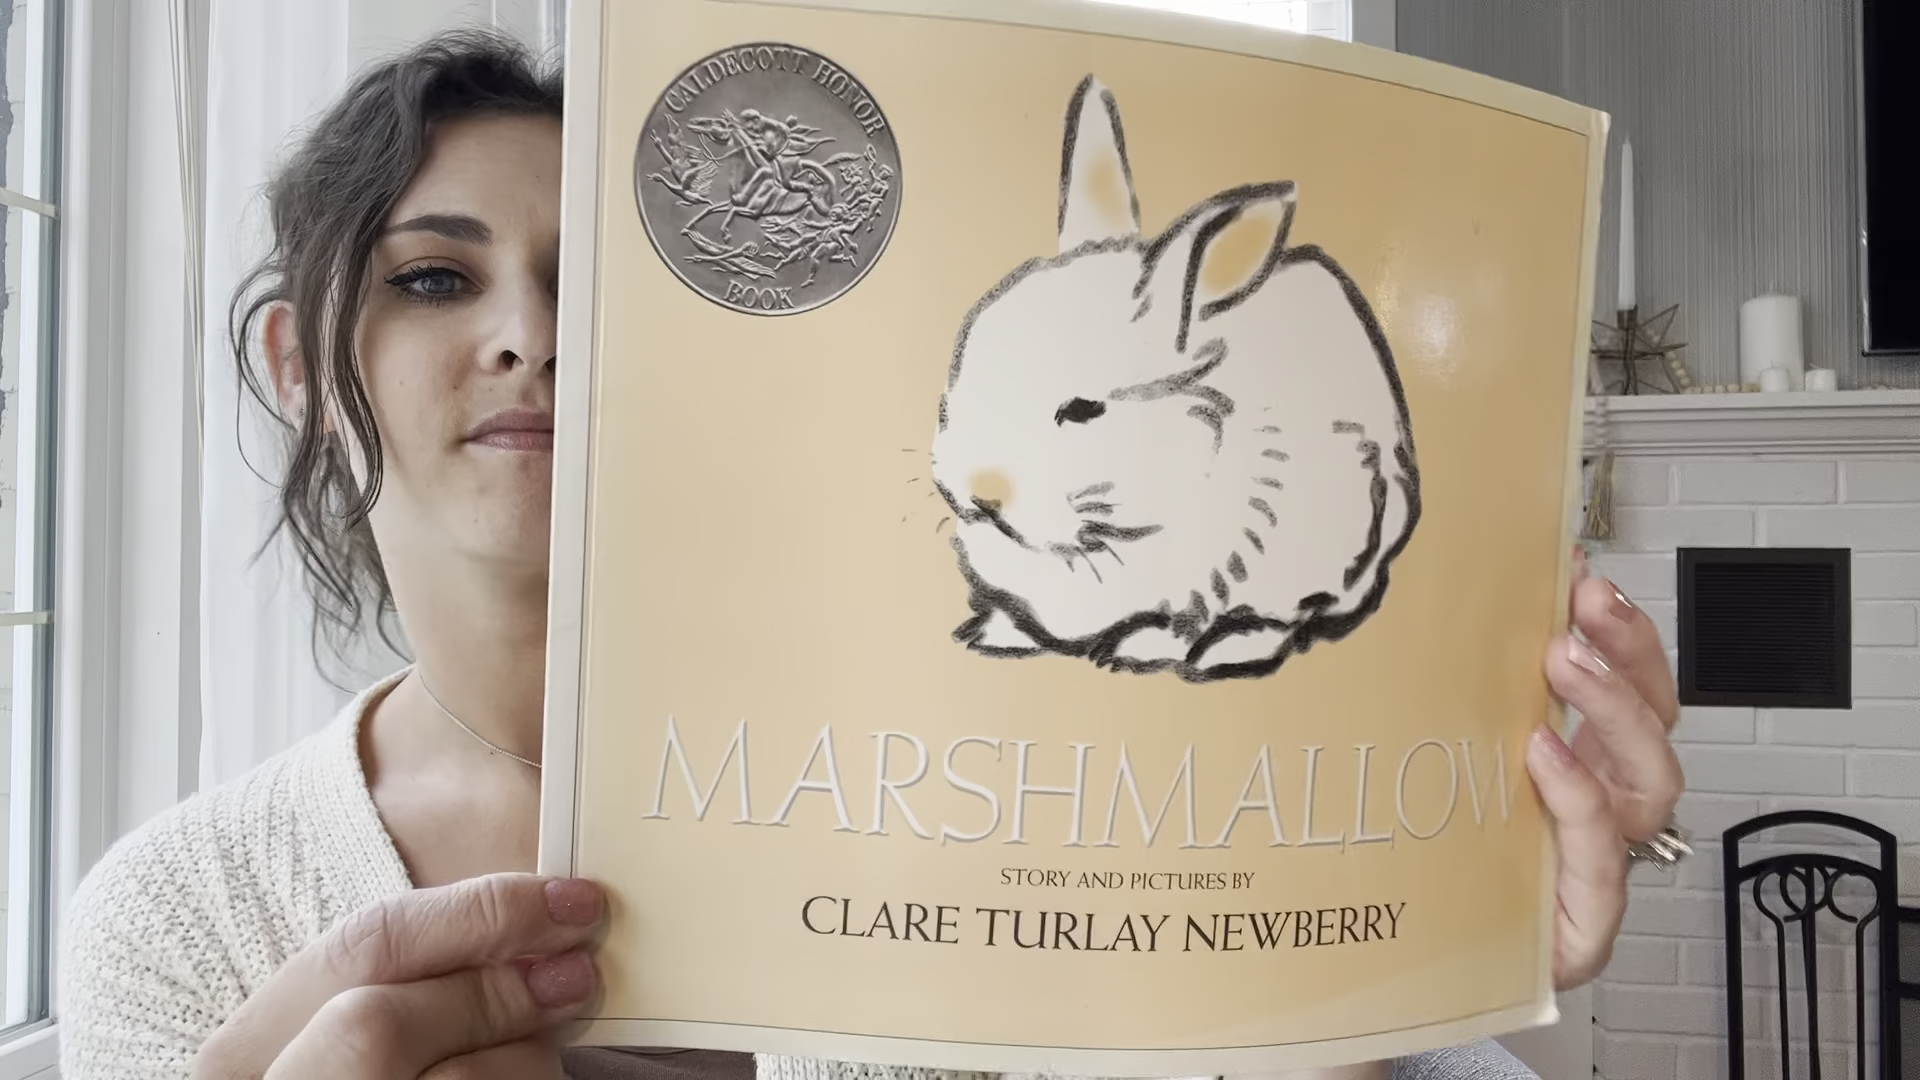 CALDECOTT HONOR
BOOK
MARSHMALLOW
STORY AND PICTURES BY
CLARE TURLAY NEWBERRY